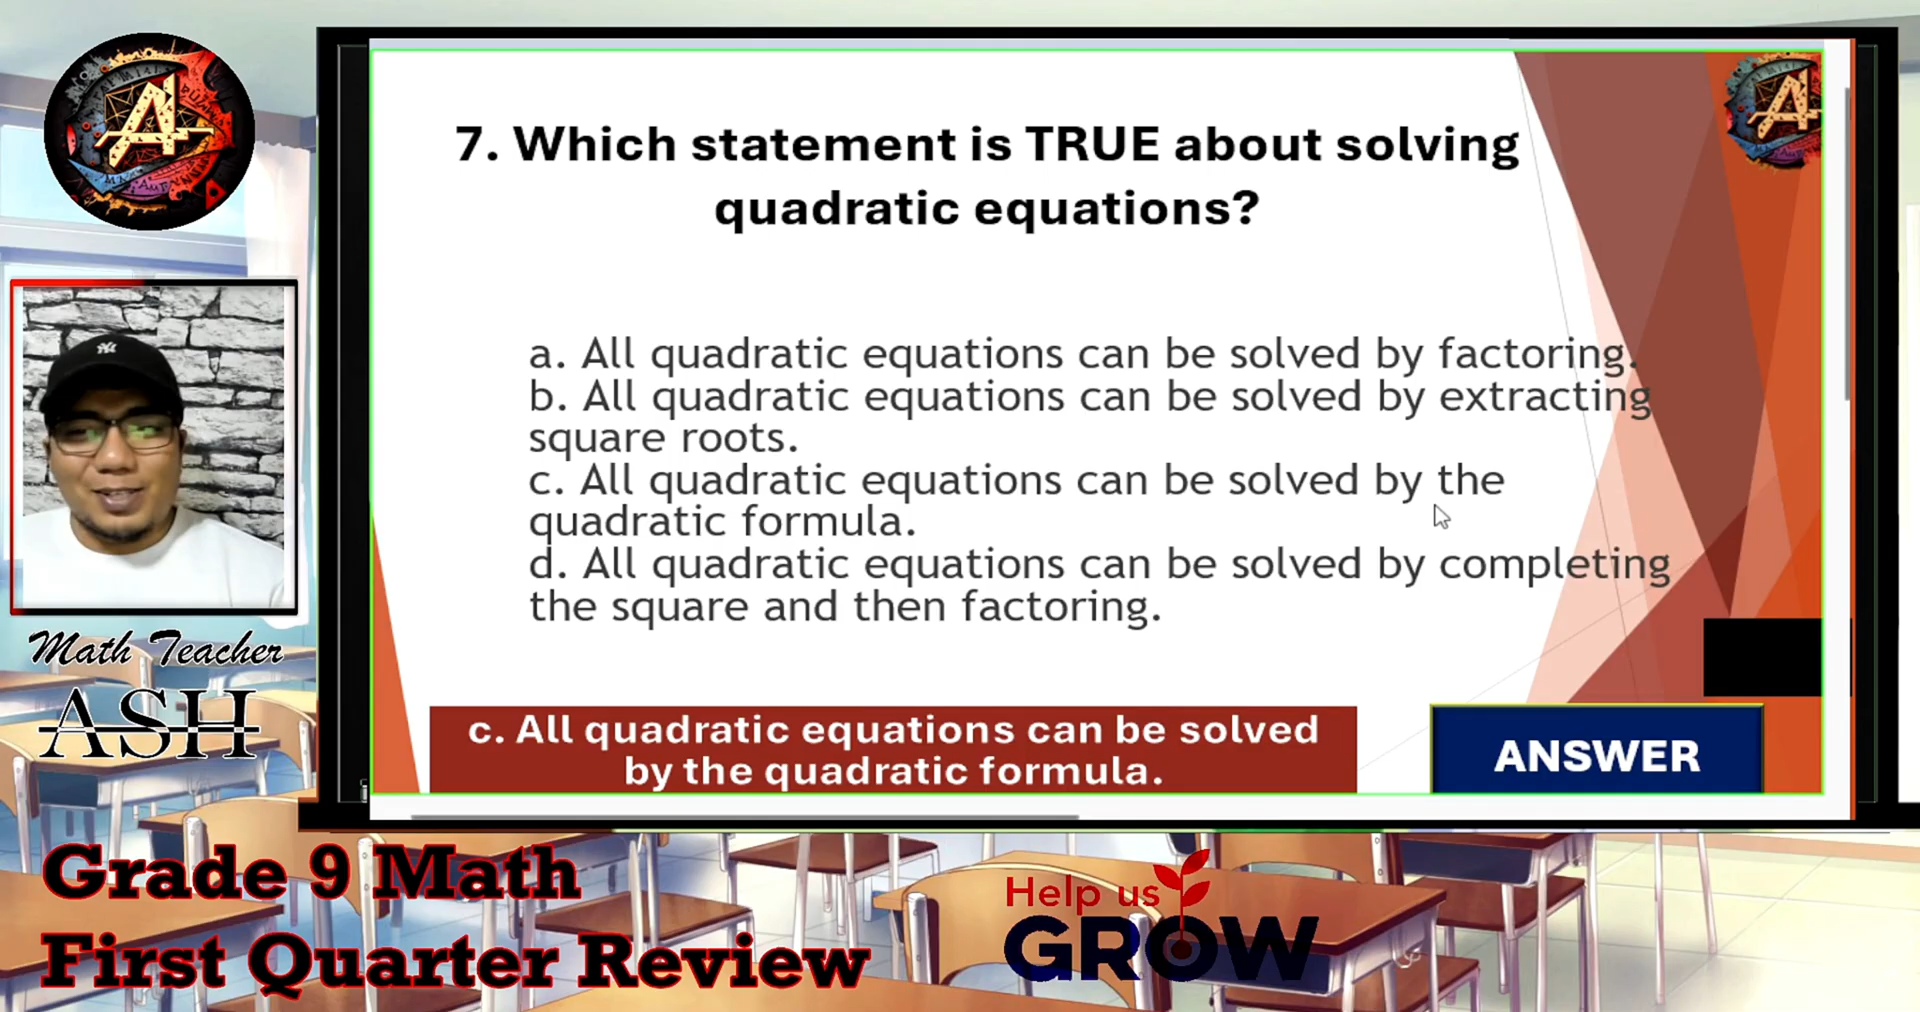 7. Which statement is TRUE about solving
quadratic equations?
a. All quadratic equations can be solved by factoring.
b. All quadratic equations can be solved by extracting
square roots.
c. All quadratic equations can be solved by the
quadratic formula.
d. All quadratic equations can be solved by completing
the square and then factoring.
c. All quadratic equations can be solved
by the quadratic formula.
ANSWER
Math Teacher
ASH
Grade 9 Math
First Quarter Review
Help us
GROW